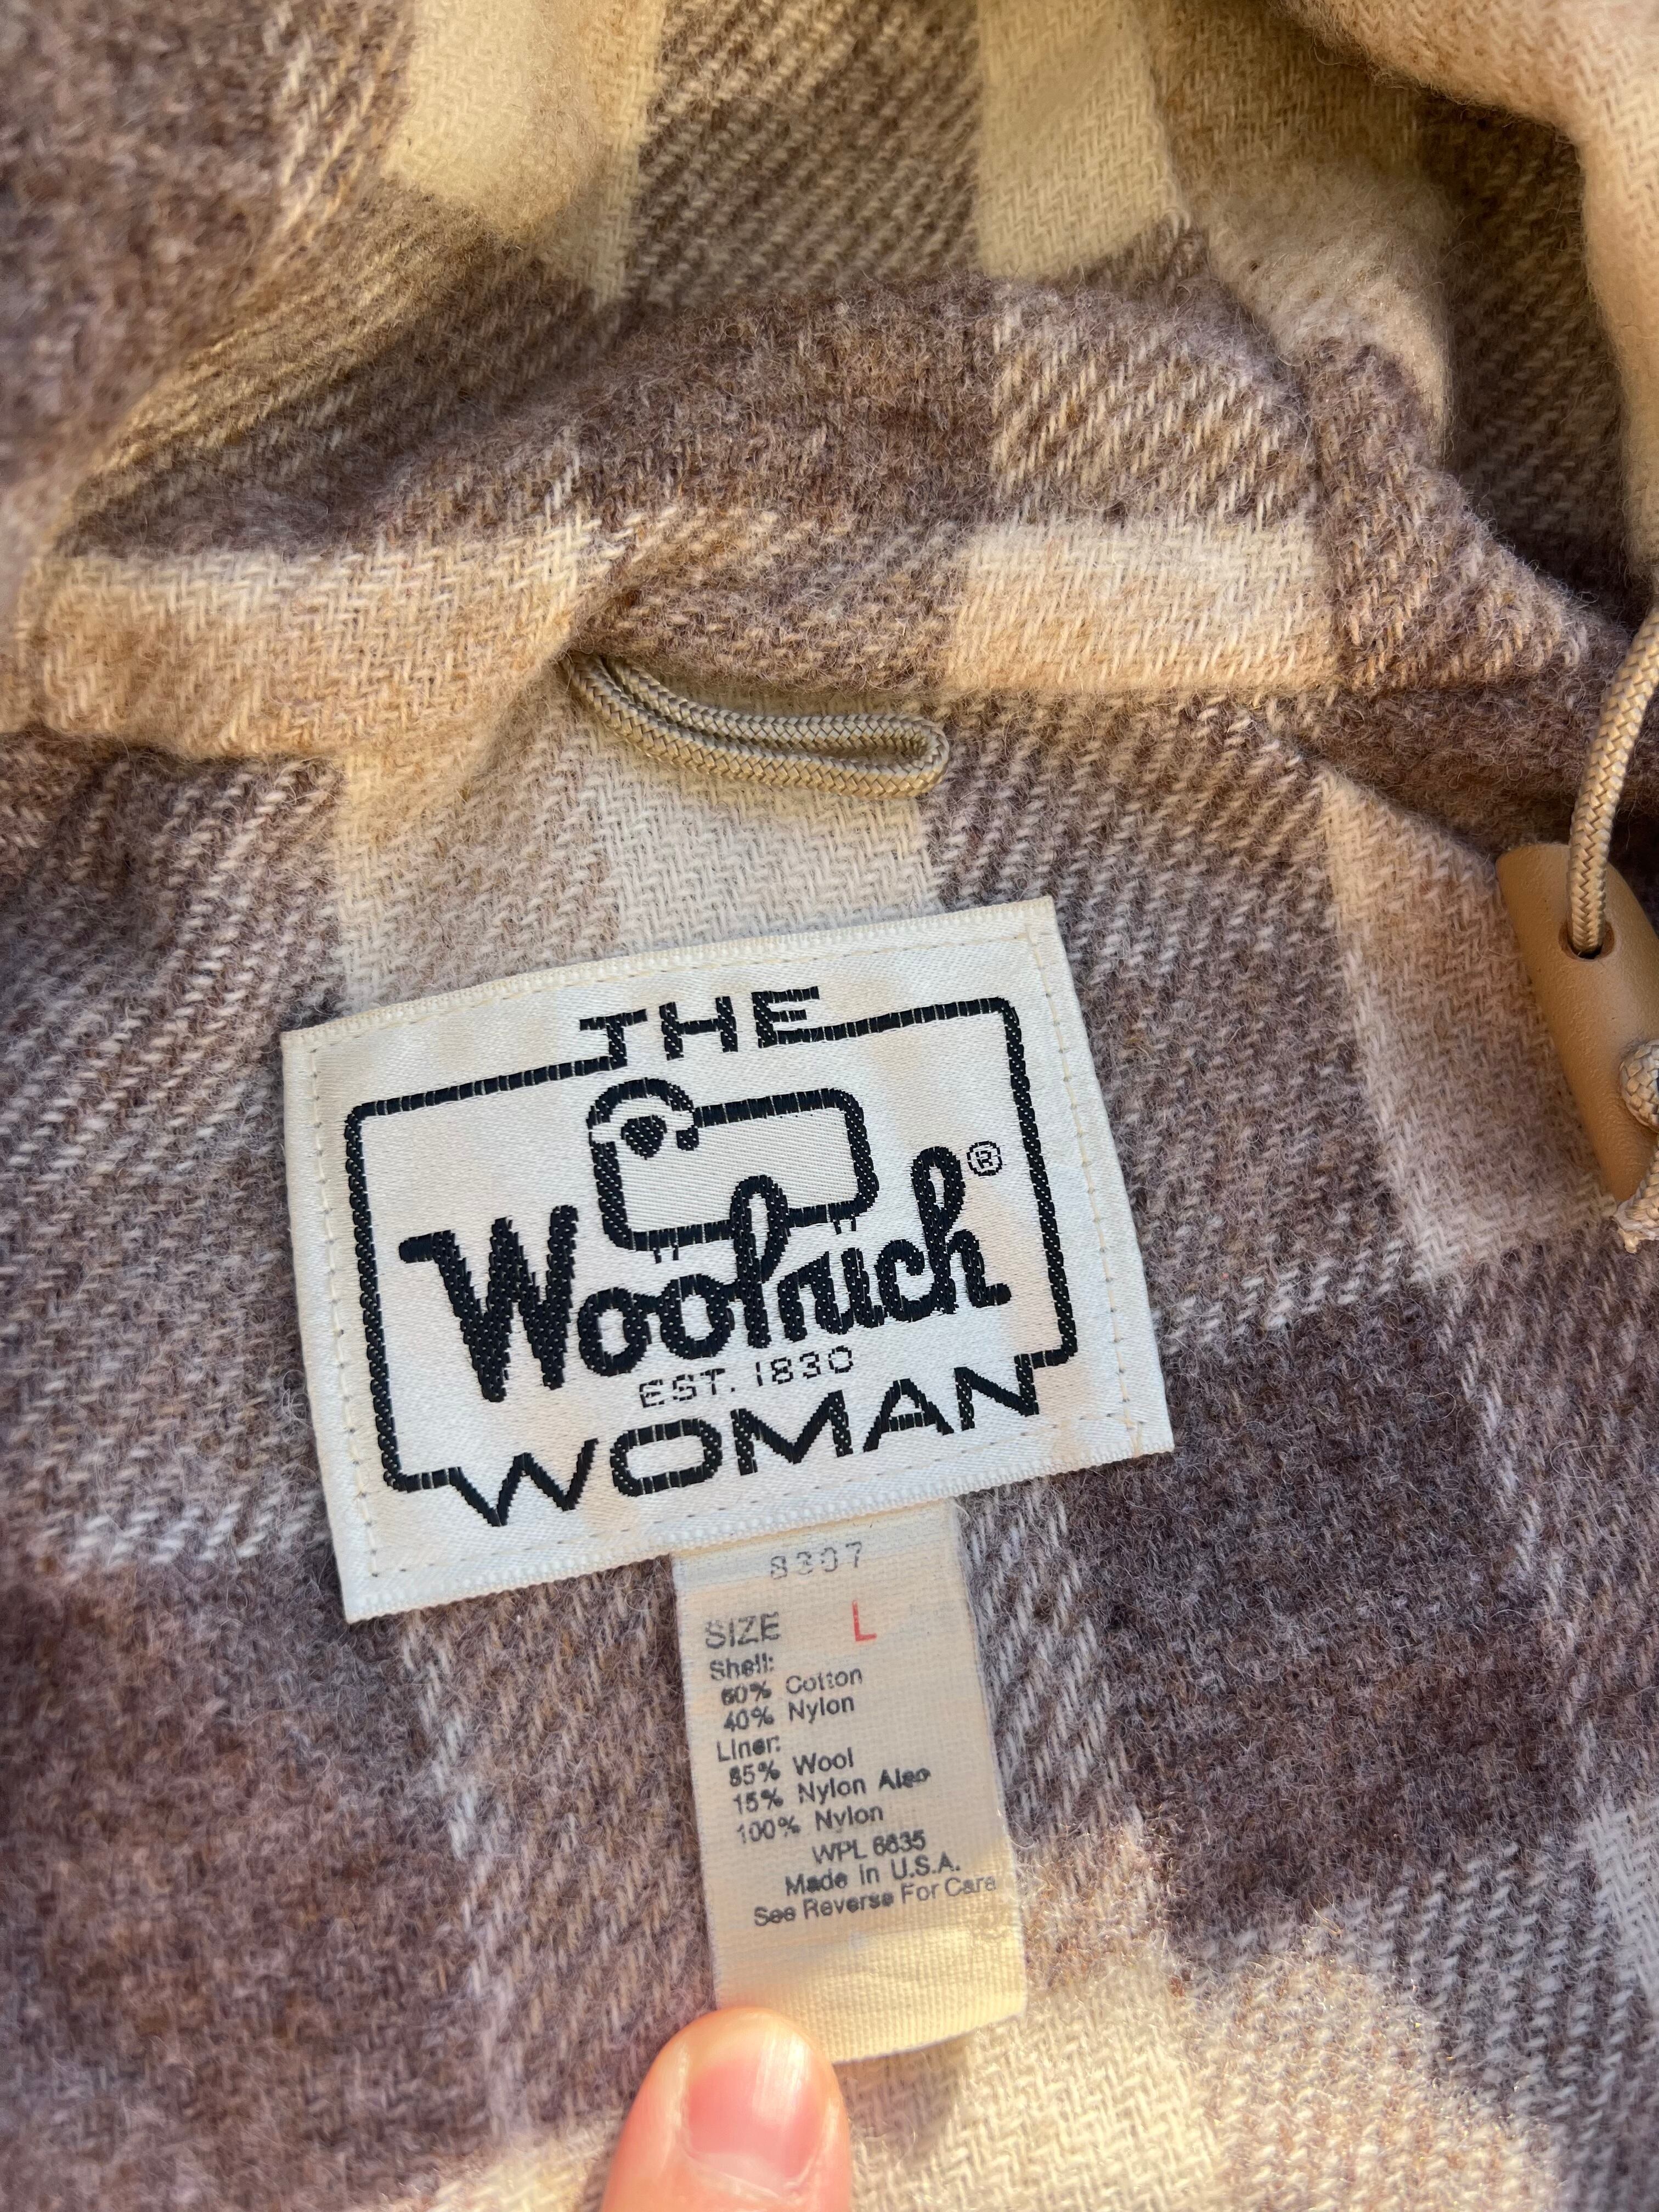 THE
Woolrich®
EST. 1830
WOMAN
8307
SIZE L
Shell:
60% Cotton
40% Nylon
Liner:
85% Wool
15% Nylon Also
100% Nylon
WPL 6635
Made In U.S.A.
See Reverse For Care